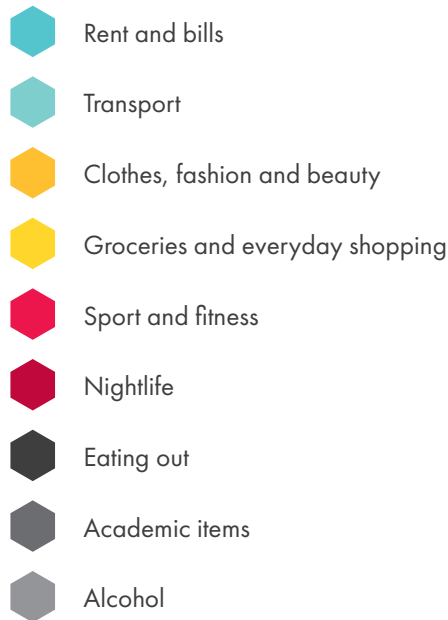 Rent and bills
Transport
Clothes, fashion and beauty
Groceries and everyday shopping
Sport and fitness
Nightlife
Eating out
Academic items
Alcohol